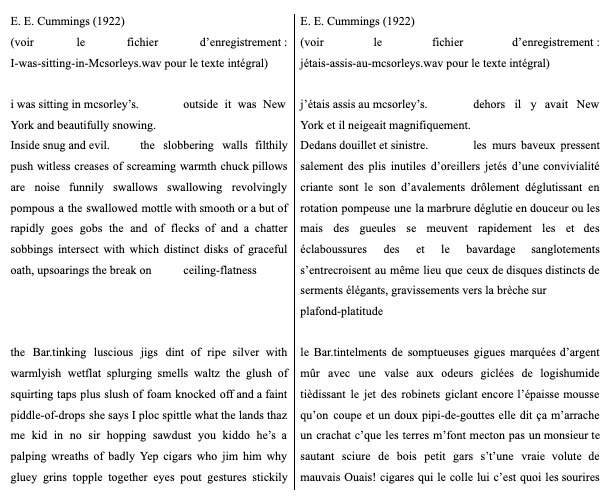 E. E. Cummings (1922)
(voir le fichier d'enregistrement :
I-was-sitting-in-Mcsorleys.wav pour le texte intégral)
i was sitting in mcsorley's. outside it was New
York and beautifully snowing.
Inside snug and evil. the slobbering walls filthily
push witless creases of screaming warmth chuck pillows
are noise funnily swallows swallowing revolvingly
pompous a the swallowed mottle with smooth or a but of
rapidly goes gobs the and of flecks of and a chatter
sobbings intersect with which distinct disks of graceful
oath, upsoarings the break on ceiling-flatness
the Bar.tinking luscious jigs dint of ripe silver with
warmlyish wetflat splurging smells waltz the glush of
squirting taps plus slush of foam knocked off and a faint
piddle-of-drops she says I ploc spittle what the lands thaz
me kid in no sir hopping sawdust you kiddo he's a
palping wreaths of badly Yep cigars who jim him why
gluey grins topple together eyes pout gestures stickily
E. E. Cummings (1922)
(voir le fichier d'enregistrement :
jétais-assis-au-mcsorleys.wav pour le texte intégral)
j'étais assis au mcsorley's. dehors il y avait New
York et il neigeait magnifiquement.
Dedans douillet et sinistre. les murs baveux pressent
salement des plis inutiles d'oreillers jetés d'une convivialité
criante sont le son d'avalements drôlement déglutissant en
rotation pompeuse une la marbrure déglutie en douceur ou les
mais des gueules se meuvent rapidement les et des
éclaboussures des et le bavardage sanglotements
s'entrecroisent au même lieu que ceux de disques distincts de
serments élégants, gravissements vers la brèche sur
plafond-platitude
le Bar.tintelments de somptueuses gigues marquées d'argent
mûr avec une valse aux odeurs giclées de logishumide
tièdissant le jet des robinets giclant encore l'épaisse mousse
qu'on coupe et un doux pipi-de-gouttes elle dit ça m'arrache
un crachat c'que les terres m'font mecton pas un monsieur te
sautant sciure de bois petit gars s't'une vraie volute de
mauvais Ouais! cigares qui le colle lui c'est quoi les sourires